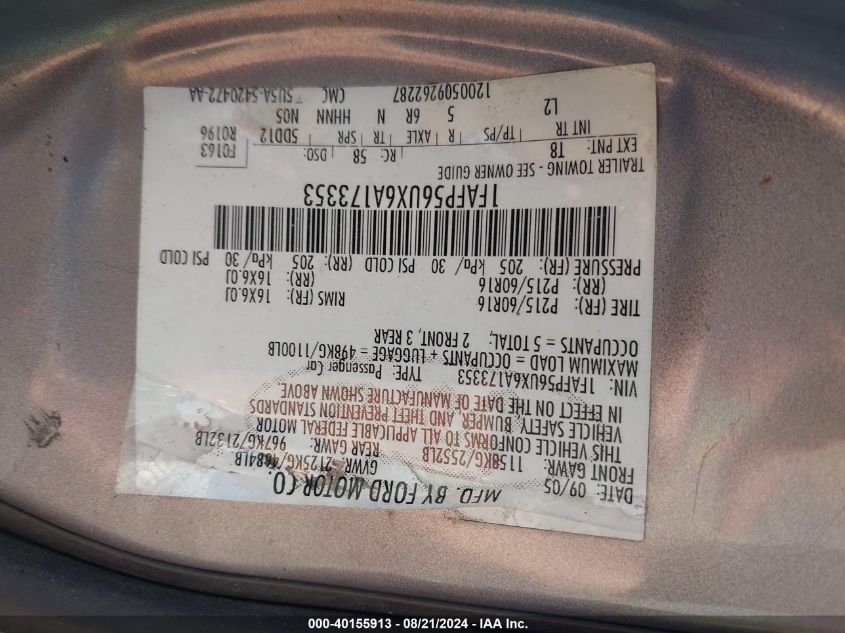 MFD. BY FORD MOTOR CO.
DATE: 09/05 GVWR: 2125KG/4684LB
FRONT GAWR: 1158KG/2552LB REAR GAWR: 967KG/2132LB
THIS VEHICLE CONFORMS TO ALL APPLICABLE FEDERAL MOTOR
VEHICLE SAFETY, BUMPER, AND THEFT PREVENTION STANDARDS
IN EFFECT ON THE DATE OF MANUFACTURE SHOWN ABOVE
VIN: 1FAFP56UX6A173353 TYPE: Passenger Car
MAXIMUM LOAD = OCCUPANTS + LUGGAGE = 498KG/1100LB
OCCUPANTS = 5 TOTAL, 2 FRONT, 3 REAR
TIRE (FR): P215/60R16 RIMS (FR): 16X6.0J
(RR): P215/60R16 (RR): 16X6.0J
PRESSURE (FR): 205 kPa/ 30 PSI COLD (RR): 205 kPa/ 30 PSI COLD
1FAFP56UX6A173353
TRAILER TOWING - SEE OWNER GUIDE
EXT PNT: T8 RC: 58 DSO: F0163
INT TR TP/PS R AXLE TR SPR 5DD12 R0196
L2 5 6R N HHNN NOS
12005092622287 CMC 5U5A-5420472-AA
000-40155913 - 08/21/2024 - IAA Inc.